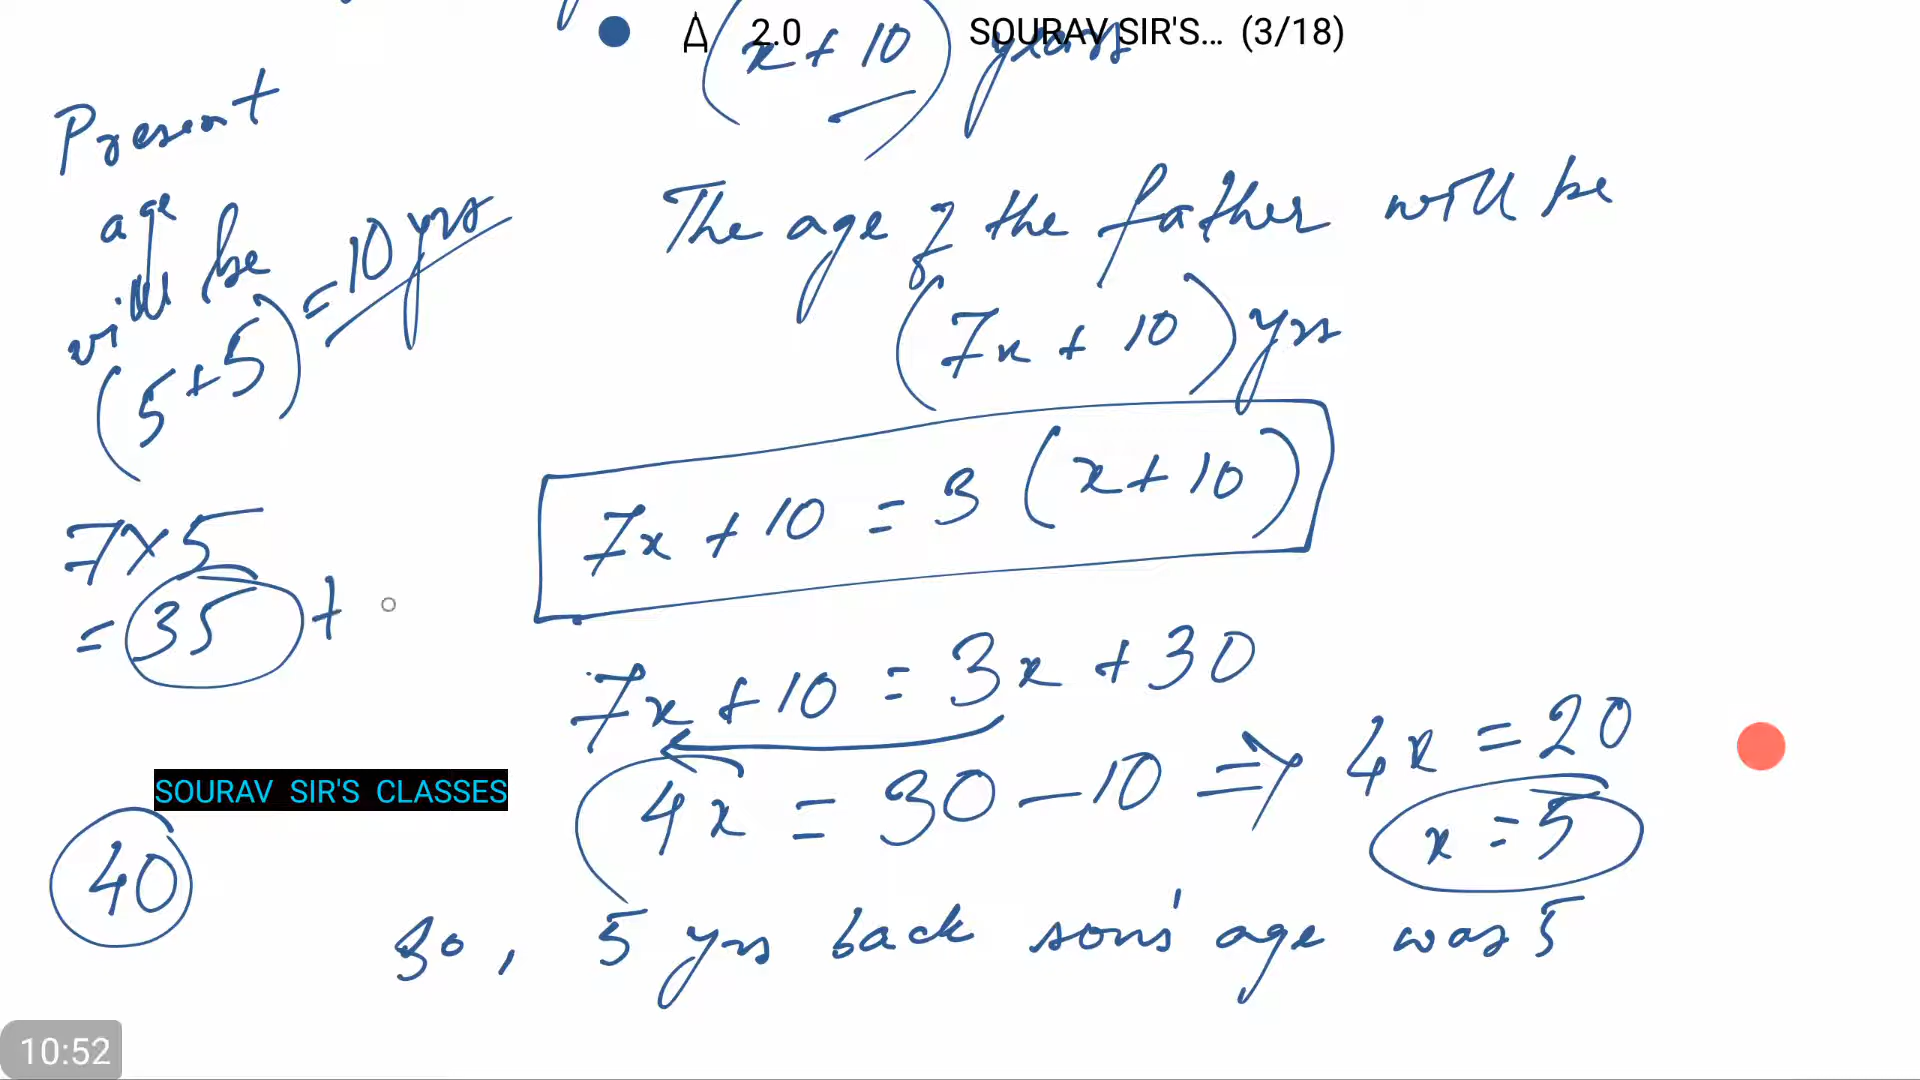 2.0 SOURAV SIR'S... (3/18)
(x + 10) years
Present
age
will be
(5+5) = 10 yrs
The age of the father will be
(7x + 10) yrs
7x + 10 = 3 (x + 10)
7x5
= 35 +
7x + 10 = 3x + 30
4x = 30 - 10 ⇒ 4x = 20
x = 5
SOURAV SIR'S CLASSES
40
So, 5 yrs back son's age was 5
10:52